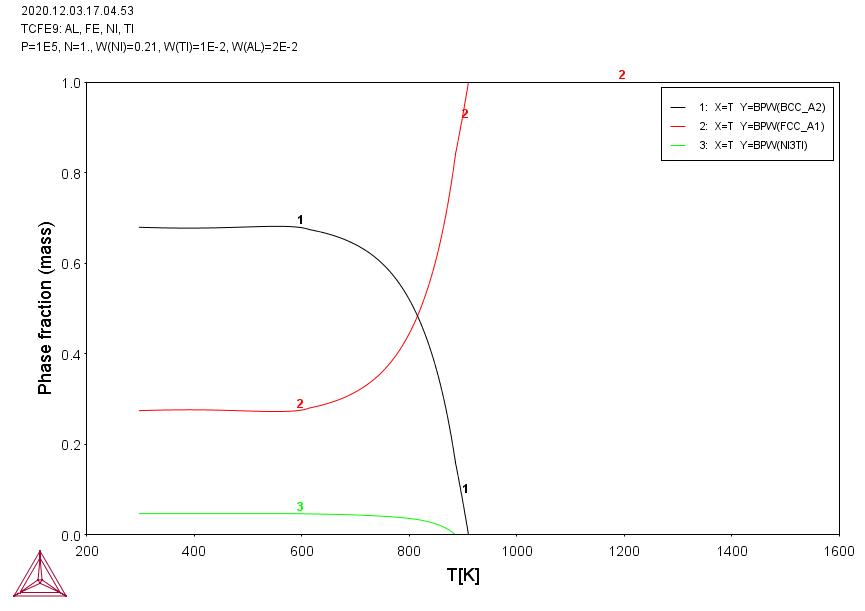 2020.12.03.17.04.53
TCFE9: AL, FE, NI, TI
P=1E5, N=1., W(NI)=0.21, W(TI)=1E-2, W(AL)=2E-2
2
1.0
1: X=T Y=BPW(BCC_A2)
2: X=T Y=BPW(FCC_A1)
3: X=T Y=BPW(NI3TI)
2
0.8
1
0.6
Phase fraction (mass)
0.4
2
0.2
1
3
0.0
200 400 600 800 1000 1200 1400 1600
T[K]